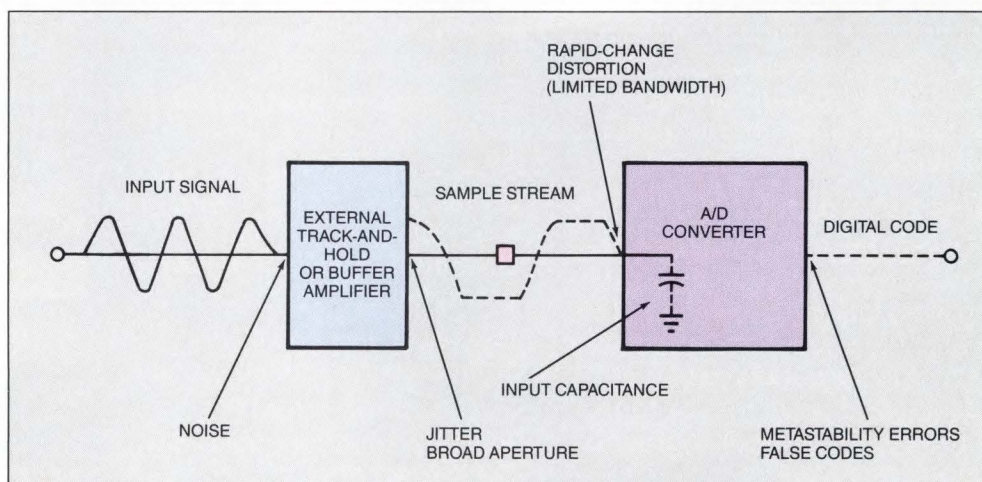 RAPID-CHANGE
DISTORTION
(LIMITED BANDWIDTH)
INPUT SIGNAL
EXTERNAL
TRACK-AND-
HOLD
OR BUFFER
AMPLIFIER
SAMPLE STREAM
A/D
CONVERTER
DIGITAL CODE
INPUT CAPACITANCE
NOISE
JITTER
BROAD APERTURE
METASTABILITY ERRORS
FALSE CODES